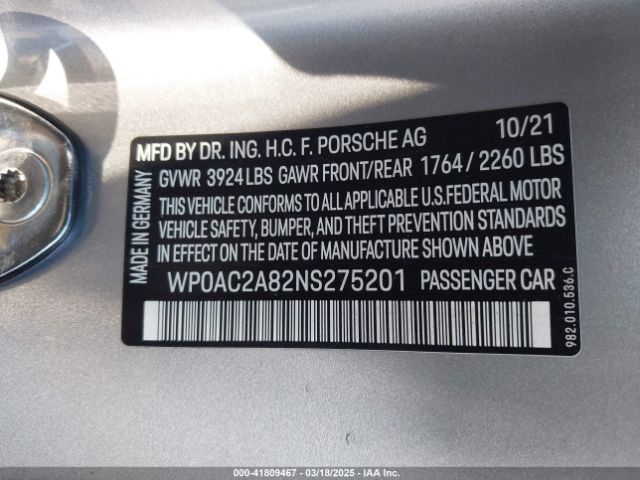 MFD BY DR. ING. H.C. F. PORSCHE AG 10/21
GVWR 3924 LBS GAWR FRONT/REAR 1764 / 2260 LBS
THIS VEHICLE CONFORMS TO ALL APPLICABLE U.S.FEDERAL MOTOR
VEHICLE SAFETY, BUMPER, AND THEFT PREVENTION STANDARDS
IN EFFECT ON THE DATE OF MANUFACTURE SHOWN ABOVE
WP0AC2A82NS275201 PASSENGER CAR
MADE IN GERMANY
982.010.536.C
00-41809467 — 03/18/2025 — IAA Inc.